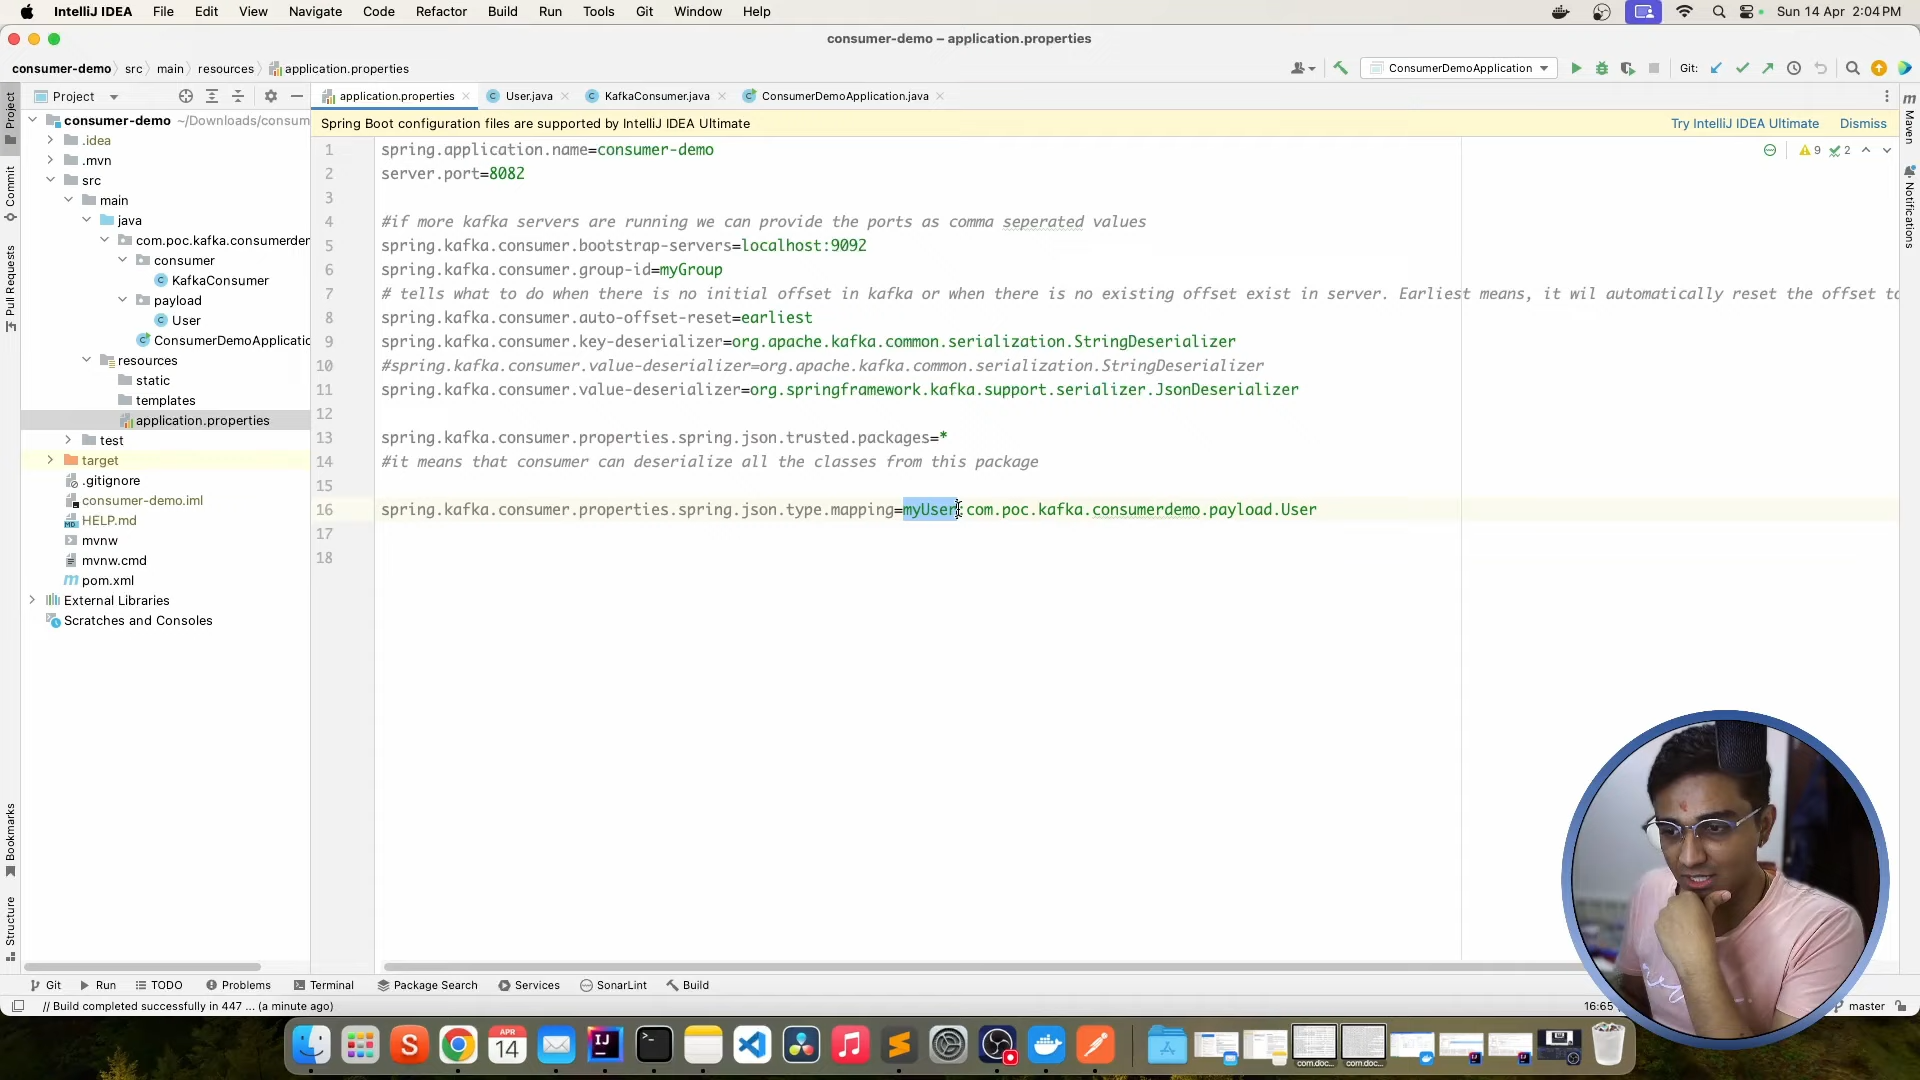 IntelliJ IDEA File Edit View Navigate Code Refactor Build Run Tools Git Window Help Sun 14 Apr 2:04 PM
consumer-demo – application.properties
consumer-demo src main resources application.properties ConsumerDemoApplication Git:
Project application.properties User.java KafkaConsumer.java ConsumerDemoApplication.java
Spring Boot configuration files are supported by IntelliJ IDEA Ultimate Try IntelliJ IDEA Ultimate Dismiss
Project
Commit
Pull Requests
Bookmarks
Structure
consumer-demo ~/Downloads/consum
.idea
.mvn
src
main
java
com.poc.kafka.consumerder
consumer
KafkaConsumer
payload
User
ConsumerDemoApplicatic
resources
static
templates
application.properties
test
target
.gitignore
consumer-demo.iml
HELP.md
mvnw
mvnw.cmd
pom.xml
External Libraries
Scratches and Consoles
9 2
1 spring.application.name=consumer-demo
2 server.port=8082
3
4 #if more kafka servers are running we can provide the ports as comma seperated values
5 spring.kafka.consumer.bootstrap-servers=localhost:9092
6 spring.kafka.consumer.group-id=myGroup
7 # tells what to do when there is no initial offset in kafka or when there is no existing offset exist in server. Earliest means, it wil automatically reset the offset to
8 spring.kafka.consumer.auto-offset-reset=earliest
9 spring.kafka.consumer.key-deserializer=org.apache.kafka.common.serialization.StringDeserializer
10 #spring.kafka.consumer.value-deserializer=org.apache.kafka.common.serialization.StringDeserializer
11 spring.kafka.consumer.value-deserializer=org.springframework.kafka.support.serializer.JsonDeserializer
12
13 spring.kafka.consumer.properties.spring.json.trusted.packages=*
14 #it means that consumer can deserialize all the classes from this package
15
16 spring.kafka.consumer.properties.spring.json.type.mapping=myUser:com.poc.kafka.consumerdemo.payload.User
17
18
Maven
Notifications
Git Run TODO Problems Terminal Package Search Services SonarLint Build
// Build completed successfully in 447 ... (a minute ago) 16:65 master
APR
14